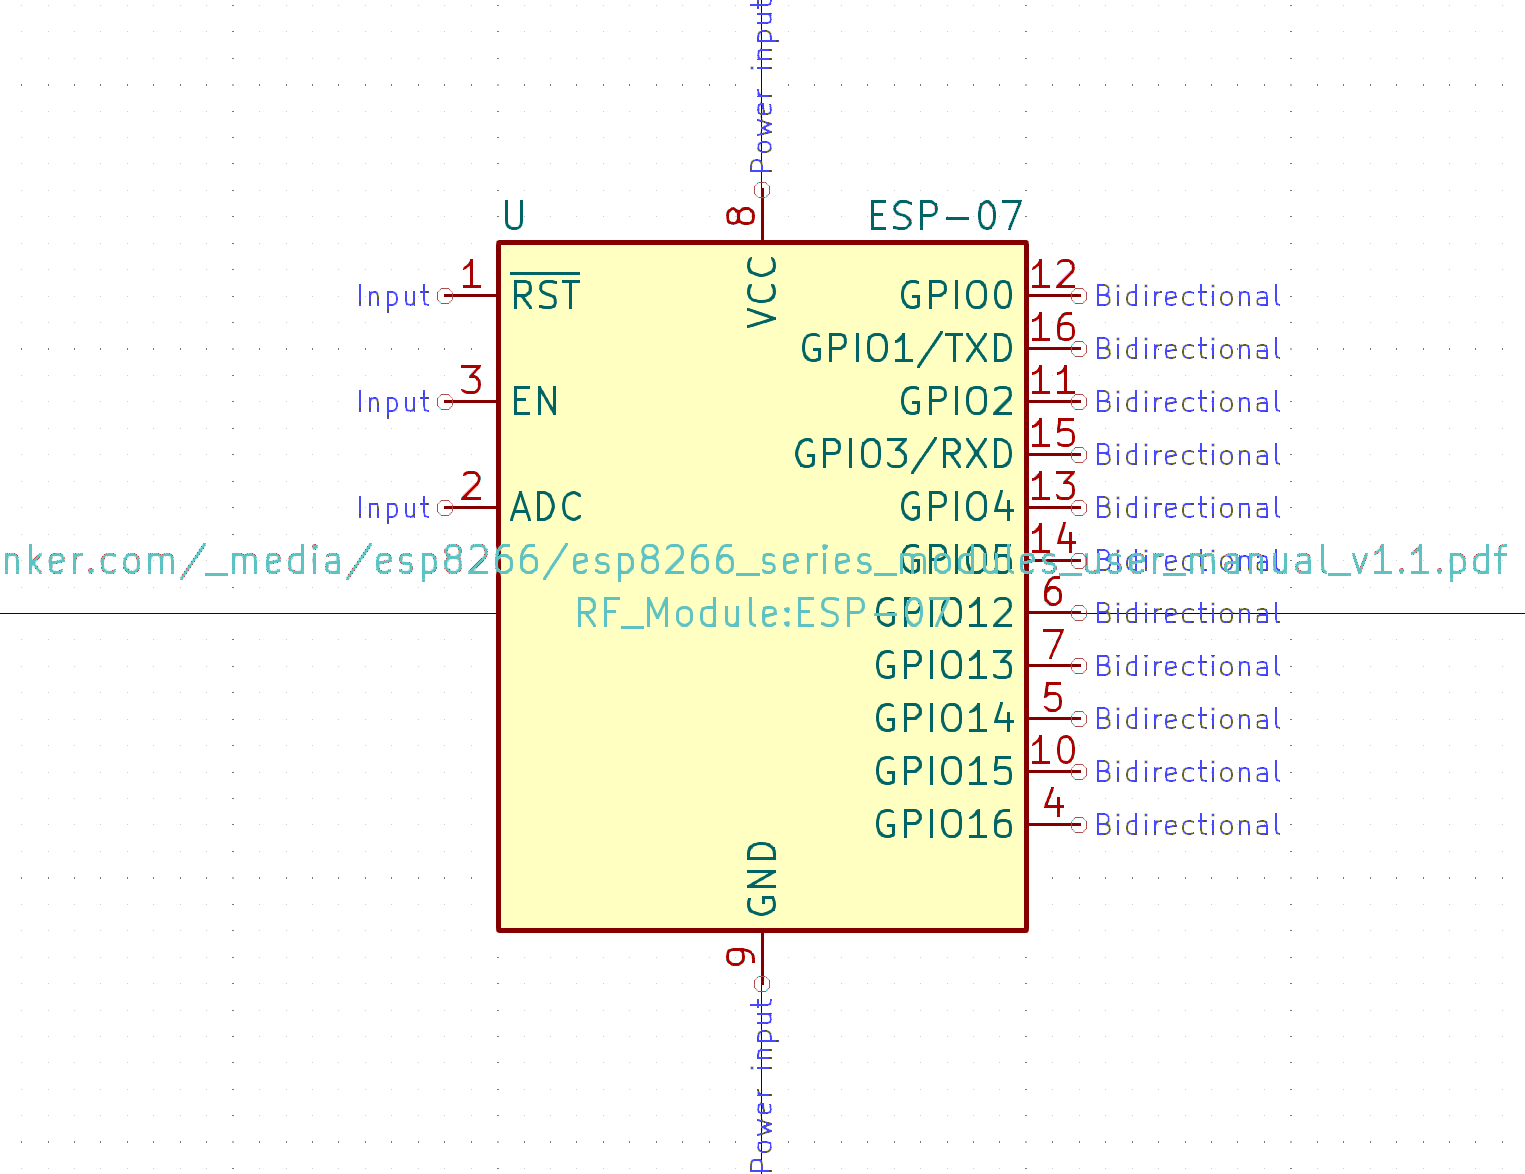 Power input
8
U
ESP-07
VCC
Input 1 RST
GPIO0 12 Bidirectional
GPIO1/TXD 16 Bidirectional
Input 3 EN
GPIO2 11 Bidirectional
GPIO3/RXD 15 Bidirectional
Input 2 ADC
GPIO4 13 Bidirectional
GPIO5 14 Bidirectional
nker.com/_media/esp8266/esp8266_series_modules_user_manual_v1.1.pdf
RF_Module:ESP-07
GPIO12 6 Bidirectional
GPIO13 7 Bidirectional
GPIO14 5 Bidirectional
GPIO15 10 Bidirectional
GPIO16 4 Bidirectional
GND
9
Power input